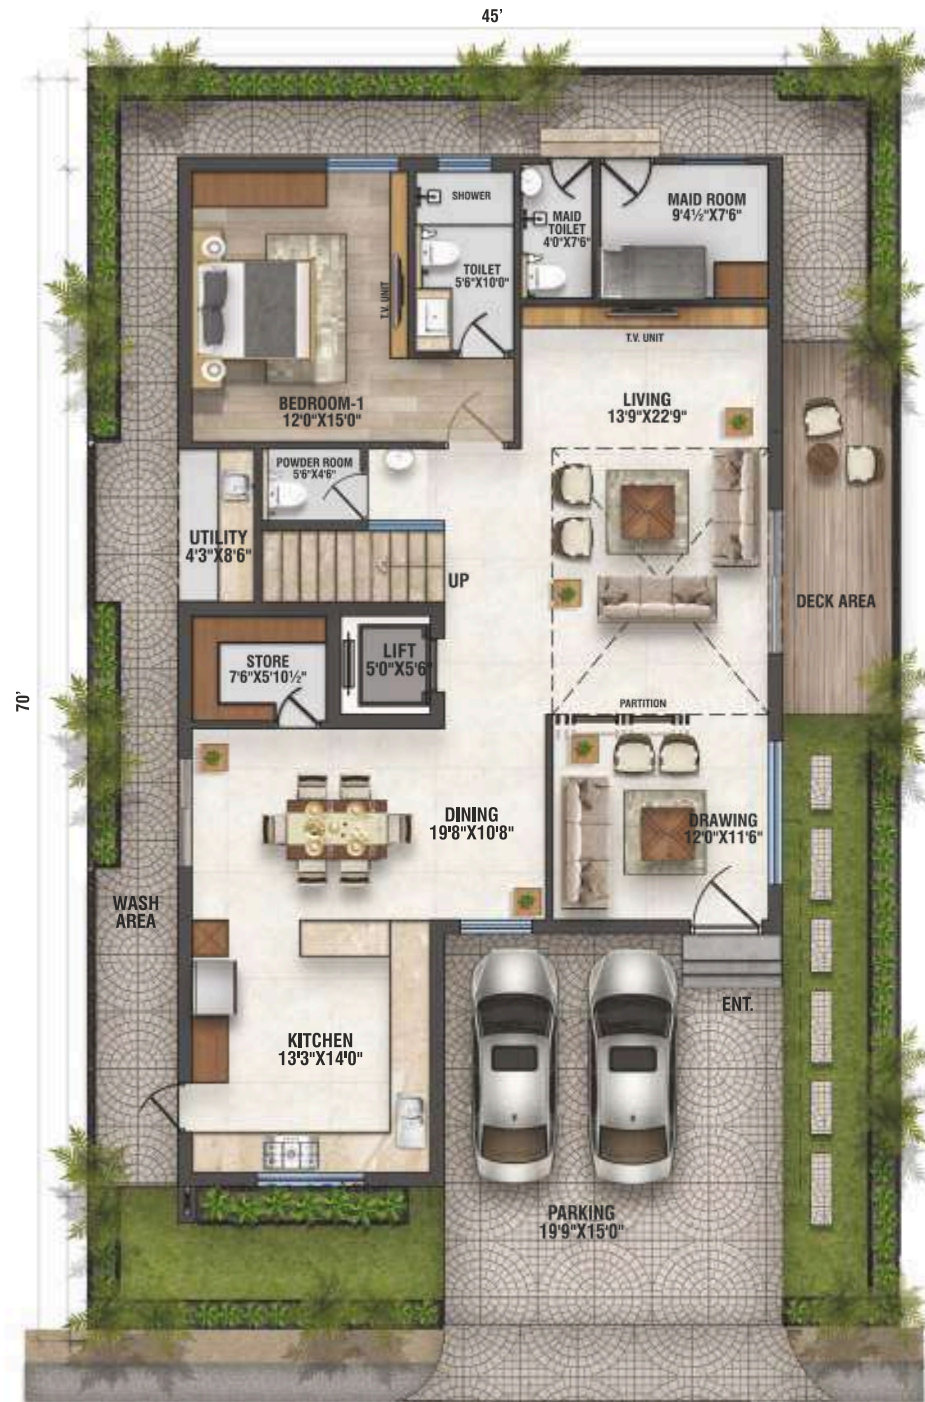 45'
70'
SHOWER
MAID
TOILET
4'0"X7'6"
MAID ROOM
9'4½"X7'6"
TOILET
5'6"X10'0"
T.V. UNIT
T.V. UNIT
BEDROOM-1
12'0"X15'0"
LIVING
13'9"X22'9"
POWDER ROOM
5'6"X4'6"
UTILITY
4'3"X8'6"
UP
DECK AREA
STORE
7'6"X5'10½"
LIFT
5'0"X5'6"
PARTITION
DINING
19'8"X10'8"
DRAWING
12'0"X11'6"
WASH
AREA
ENT.
KITCHEN
13'3"X14'0"
PARKING
19'9"X15'0"